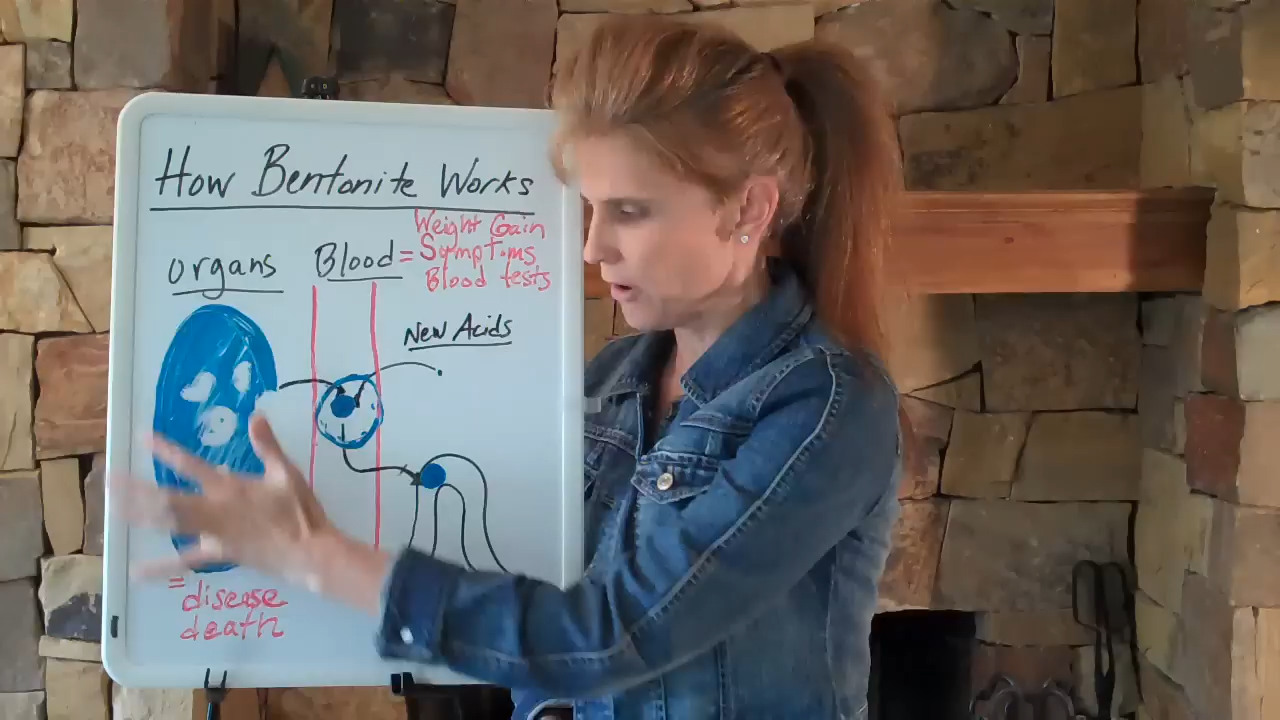 How Bentonite Works
organs
Blood = Weight Gain
Symptoms
Blood tests
New Acids
= disease
death